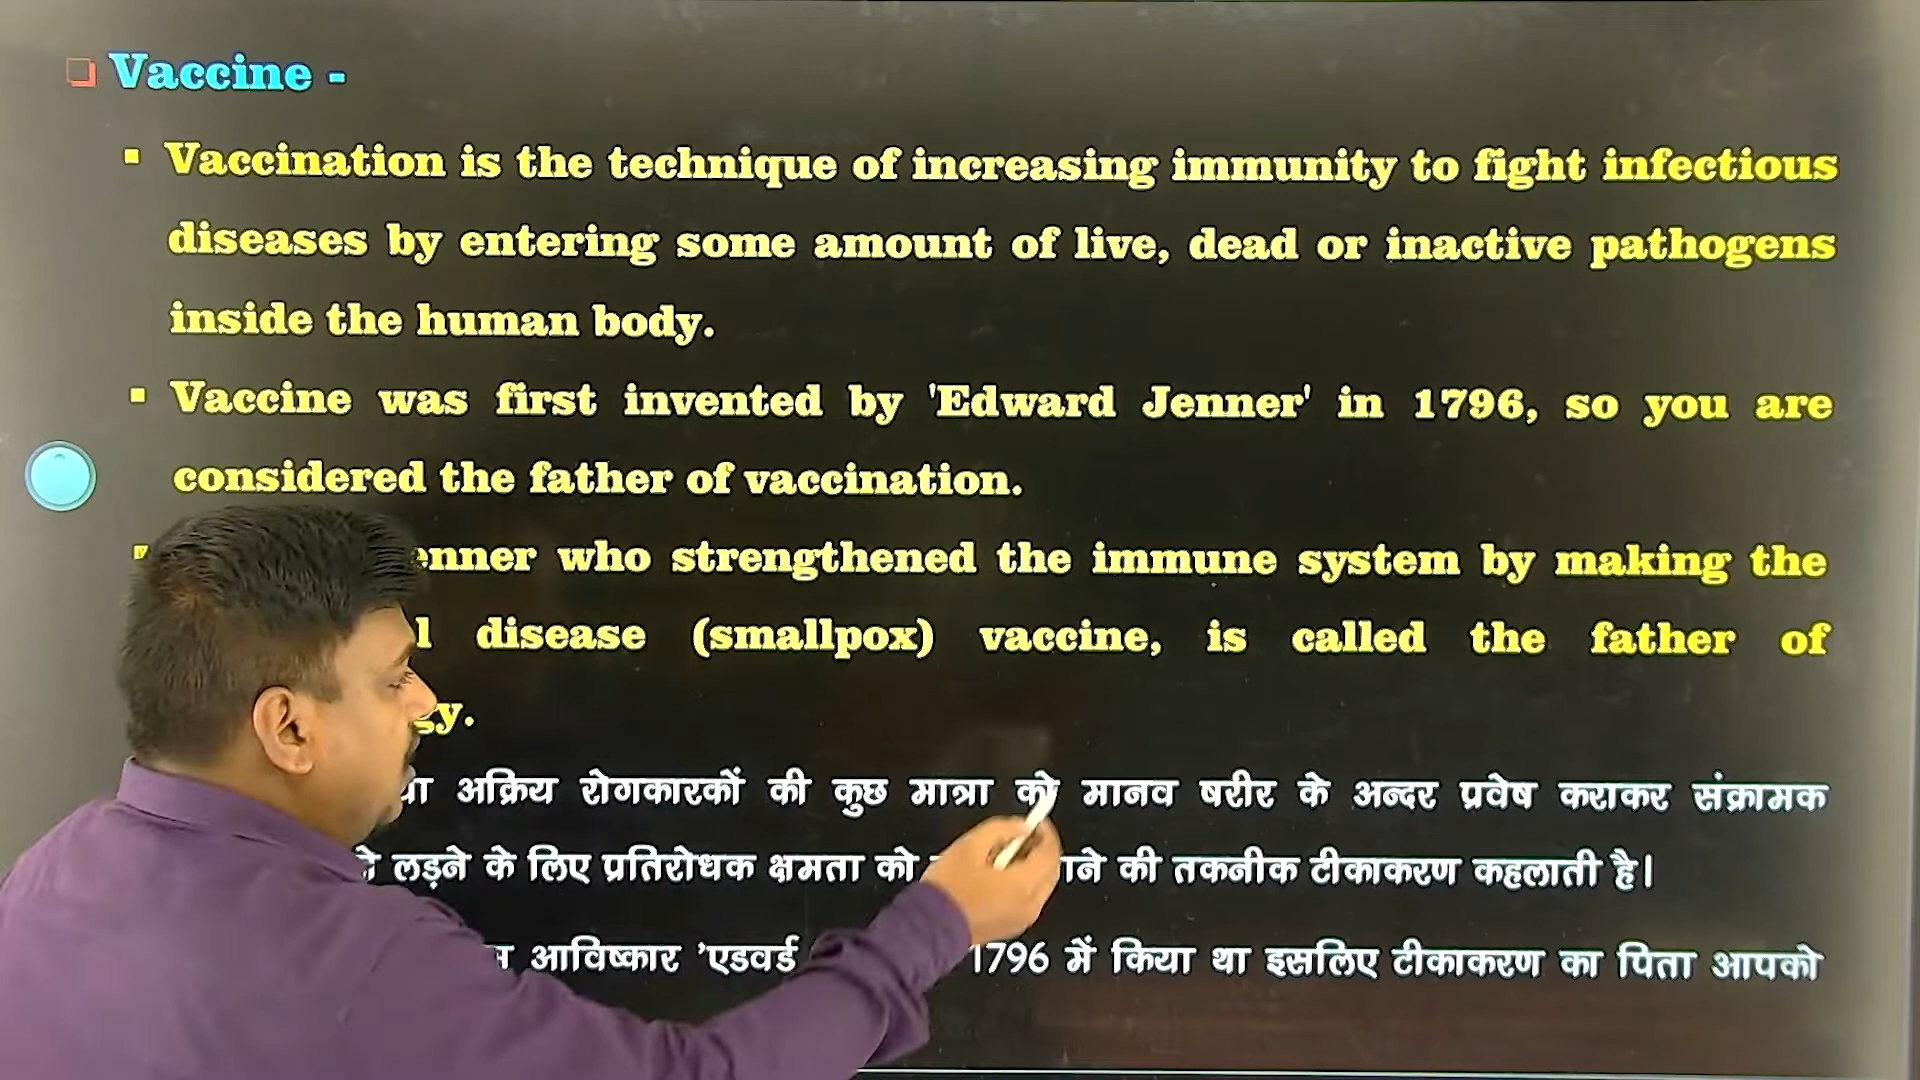 Vaccine -
Vaccination is the technique of increasing immunity to fight infectious
diseases by entering some amount of live, dead or inactive pathogens
inside the human body.
Vaccine was first invented by 'Edward Jenner' in 1796, so you are
considered the father of vaccination.
who strengthened the immune system by making the
disease (smallpox) vaccine, is called the father of
अक्रिय रोगकारकों की कुछ मात्रा को मानव षरीर के अन्दर प्रवेष कराकर संक्रामक
लड़ने के लिए प्रतिरोधक क्षमता को की तकनीक टीकाकरण कहलाती है।
आविष्कार 'एडवर्ड 1796 में किया था इसलिए टीकाकरण का पिता आपको